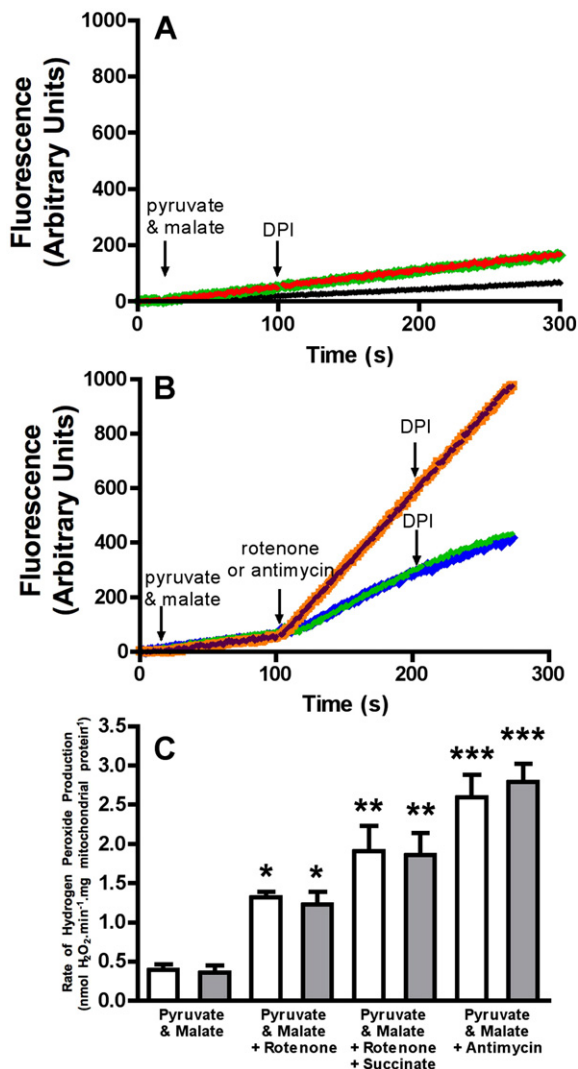 A
1000
800
600
400
200
0
Fluorescence
(Arbitrary Units)
pyruvate
& malate
DPI
0
100
200
300
Time (s)
B
1000
800
600
400
200
0
Fluorescence
(Arbitrary Units)
DPI
DPI
rotenone
or antimycin
pyruvate
& malate
0
100
200
300
Time (s)
C
3.5
3.0
2.5
2.0
1.5
1.0
0.5
0.0
Rate of Hydrogen Peroxide Production
(nmol H₂O₂.min⁻¹.mg mitochondrial protein¹)
*
*
**
**
***
***
Pyruvate
& Malate
Pyruvate
& Malate
+ Rotenone
Pyruvate
& Malate
+ Rotenone
+ Succinate
Pyruvate
& Malate
+ Antimycin